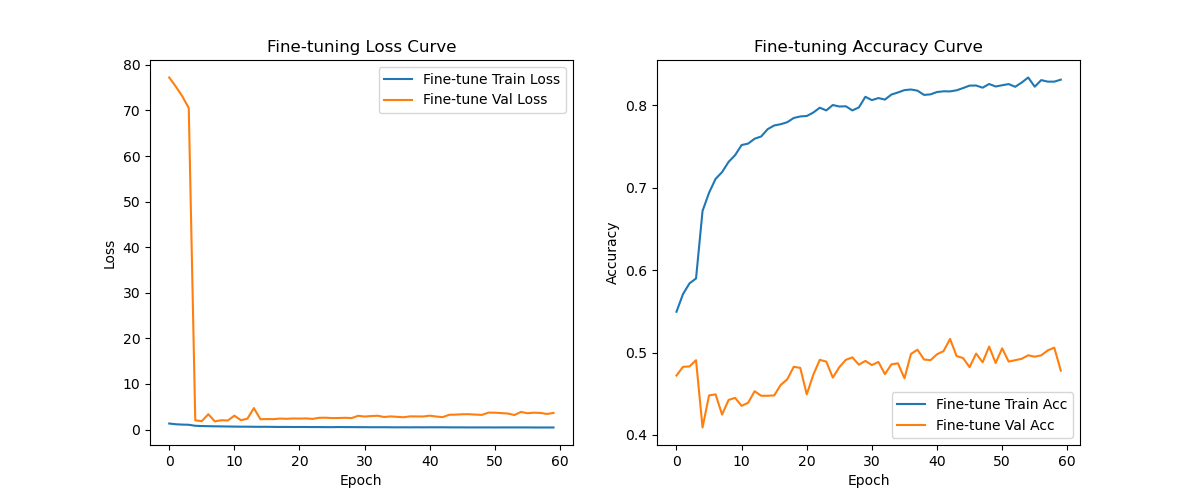 Fine-tuning Loss Curve
Fine-tune Train Loss
Fine-tune Val Loss
80
70
60
50
40
30
20
10
0
Loss
0 10 20 30 40 50 60
Epoch
Fine-tuning Accuracy Curve
0.8
0.7
0.6
0.5
0.4
Accuracy
Fine-tune Train Acc
Fine-tune Val Acc
0 10 20 30 40 50 60
Epoch